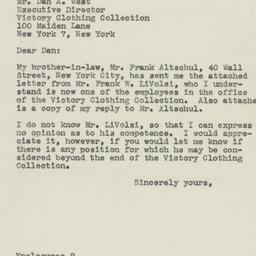 Mr. Dan A. West
Executive Director
Victory Clothing Collection
100 Maiden Lane
New York 7, New York
Dear Dan:
My brother-in-law, Mr. Frank Altschul, 40 Wall
Street, New York City, has sent me the attached
letter from Mr. Frank W. LiVolsi, who I under-
stand is now one of the employees in the office
of the Victory Clothing Collection. Also attache
is a copy of my reply to Mr. Altschul.
I do not know Mr. LiVolsi, so that I can express
no opinion as to his competence. I would appre-
ciate it, however, if you would let me know if
there is any position for which he may be con-
sidered beyond the end of the Victory Clothing
Collection.
Sincerely yours,
Enclosures 2